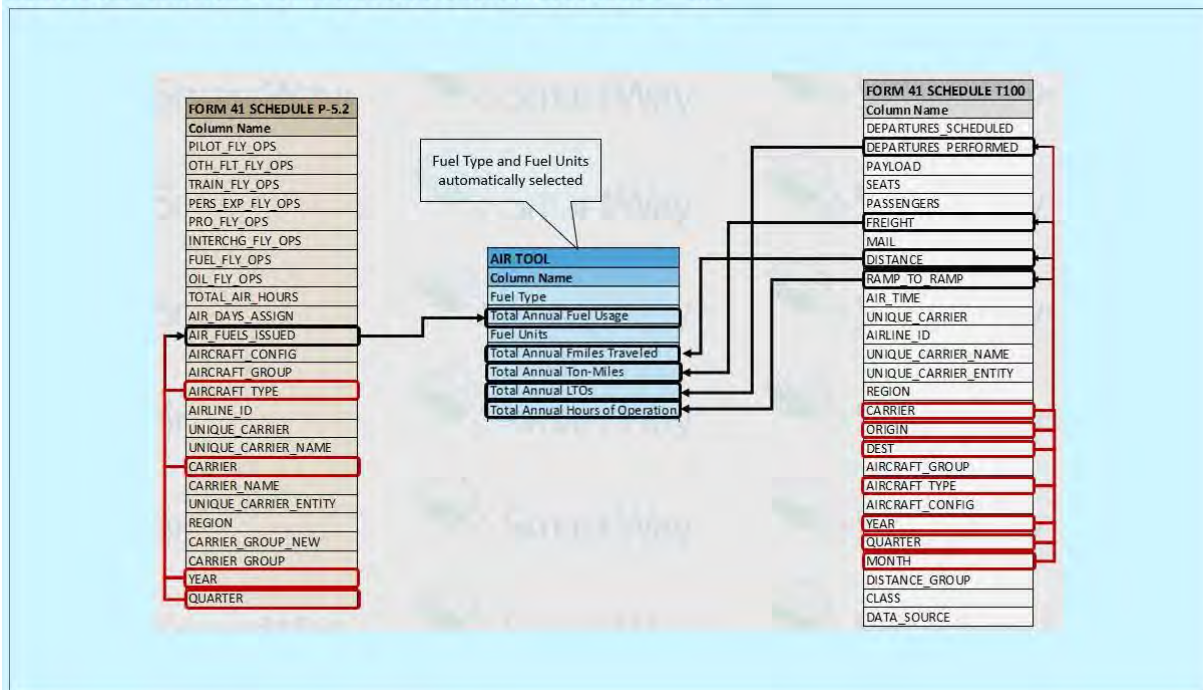 FORM 41 SCHEDULE P-5.2
Column Name
PILOT_FLY_OPS
OTH_FLT_FLY_OPS
TRAIN_FLY_OPS
PERS_EXP_FLY_OPS
PRO_FLY_OPS
INTERCHG_FLY_OPS
FUEL_FLY_OPS
OIL_FLY_OPS
TOTAL_AIR_HOURS
AIR_DAYS_ASSIGN
AIR_FUELS_ISSUED
AIRCRAFT_CONFIG
AIRCRAFT_GROUP
AIRCRAFT_TYPE
AIRLINE_ID
UNIQUE_CARRIER
UNIQUE_CARRIER_NAME
CARRIER
CARRIER_NAME
UNIQUE_CARRIER_ENTITY
REGION
CARRIER_GROUP_NEW
CARRIER_GROUP
YEAR
QUARTER
Fuel Type and Fuel Units
automatically selected
AIR TOOL
Column Name
Fuel Type
Total Annual Fuel Usage
Fuel Units
Total Annual Fmiles Traveled
Total Annual Ton-Miles
Total Annual LTOs
Total Annual Hours of Operation
FORM 41 SCHEDULE T100
Column Name
DEPARTURES_SCHEDULED
DEPARTURES_PERFORMED
PAYLOAD
SEATS
PASSENGERS
FREIGHT
MAIL
DISTANCE
RAMP_TO_RAMP
AIR_TIME
UNIQUE_CARRIER
AIRLINE_ID
UNIQUE_CARRIER_NAME
UNIQUE_CARRIER_ENTITY
REGION
CARRIER
ORIGIN
DEST
AIRCRAFT_GROUP
AIRCRAFT_TYPE
AIRCRAFT_CONFIG
YEAR
QUARTER
MONTH
DISTANCE_GROUP
CLASS
DATA_SOURCE